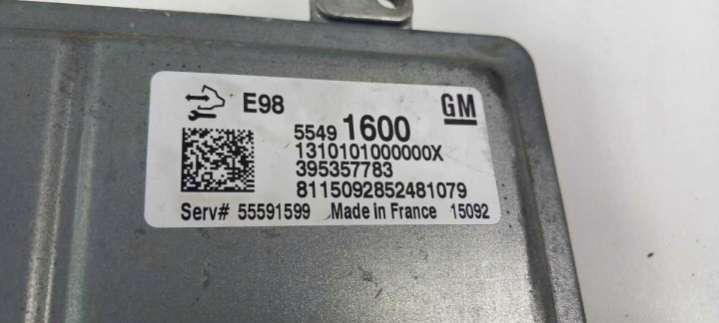 E98 GM
5549 1600
1310101000000X
395357783
8115092852481079
Serv# 55591599 Made in France 15092